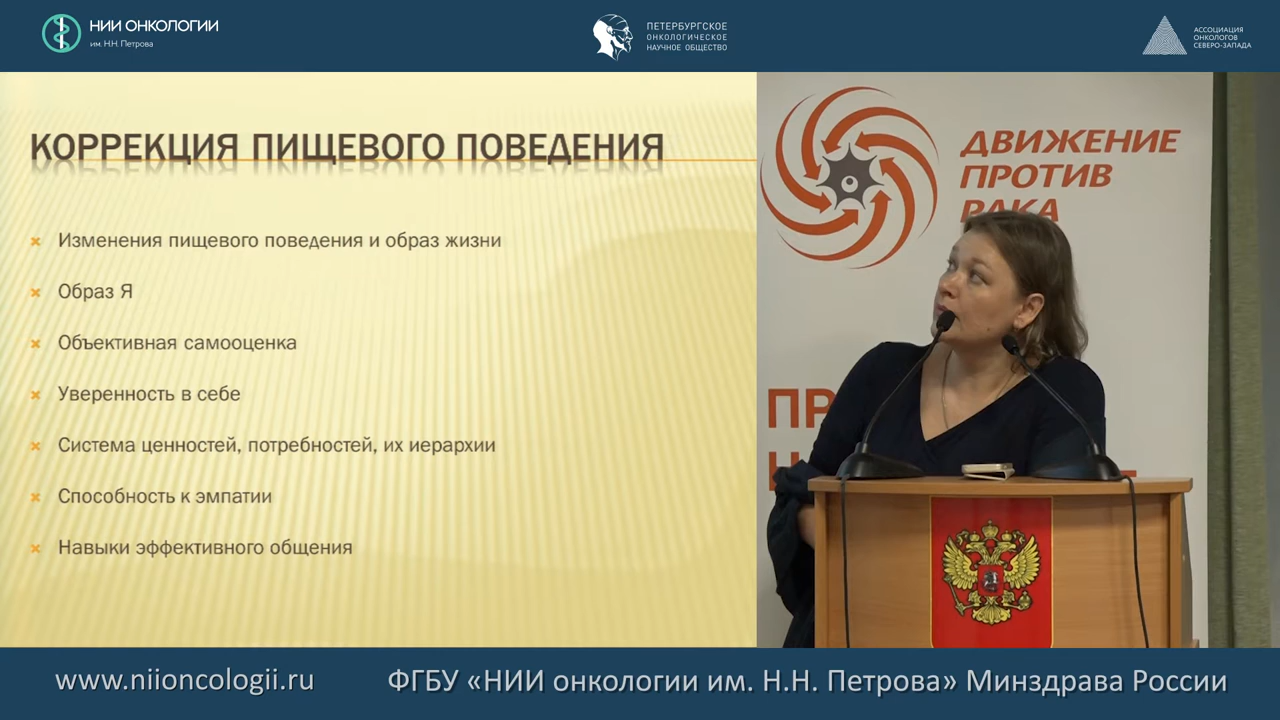 НИИ ОНКОЛОГИИ
им. Н.Н. Петрова
ПЕТЕРБУРГСКОЕ
ОНКОЛОГИЧЕСКОЕ
НАУЧНОЕ ОБЩЕСТВО
АССОЦИАЦИЯ
ОНКОЛОГОВ
СЕВЕРО-ЗАПАДА
КОРРЕКЦИЯ ПИЩЕВОГО ПОВЕДЕНИЯ
Изменения пищевого поведения и образ жизни
Образ Я
Объективная самооценка
Уверенность в себе
Система ценностей, потребностей, их иерархии
Способность к эмпатии
Навыки эффективного общения
ДВИЖЕНИЕ
ПРОТИВ
РАКА
www.niioncologii.ru
ФГБУ «НИИ онкологии им. Н.Н. Петрова» Минздрава России